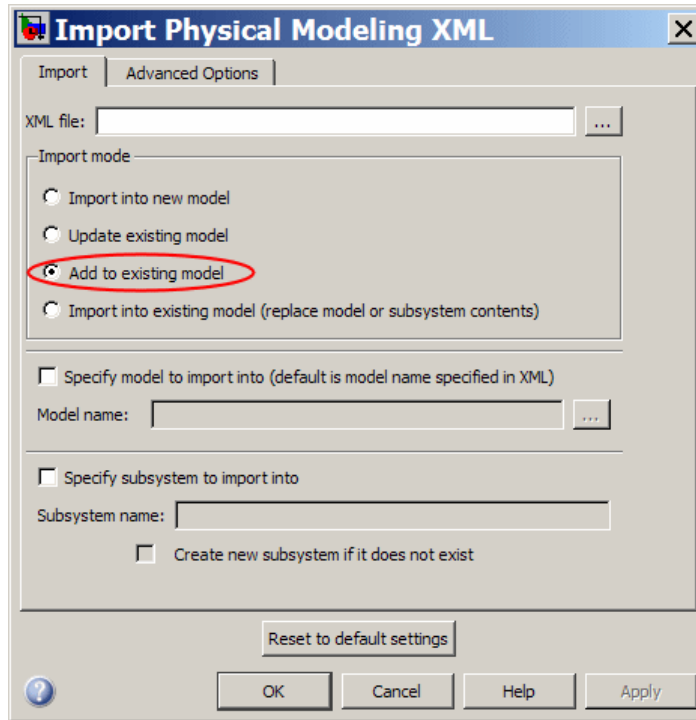 Import Physical Modeling XML
Import
Advanced Options
XML file:
...
Import mode
Import into new model
Update existing model
Add to existing model
Import into existing model (replace model or subsystem contents)
Specify model to import into (default is model name specified in XML)
Model name:
...
Specify subsystem to import into
Subsystem name:
Create new subsystem if it does not exist
Reset to default settings
?
OK
Cancel
Help
Apply